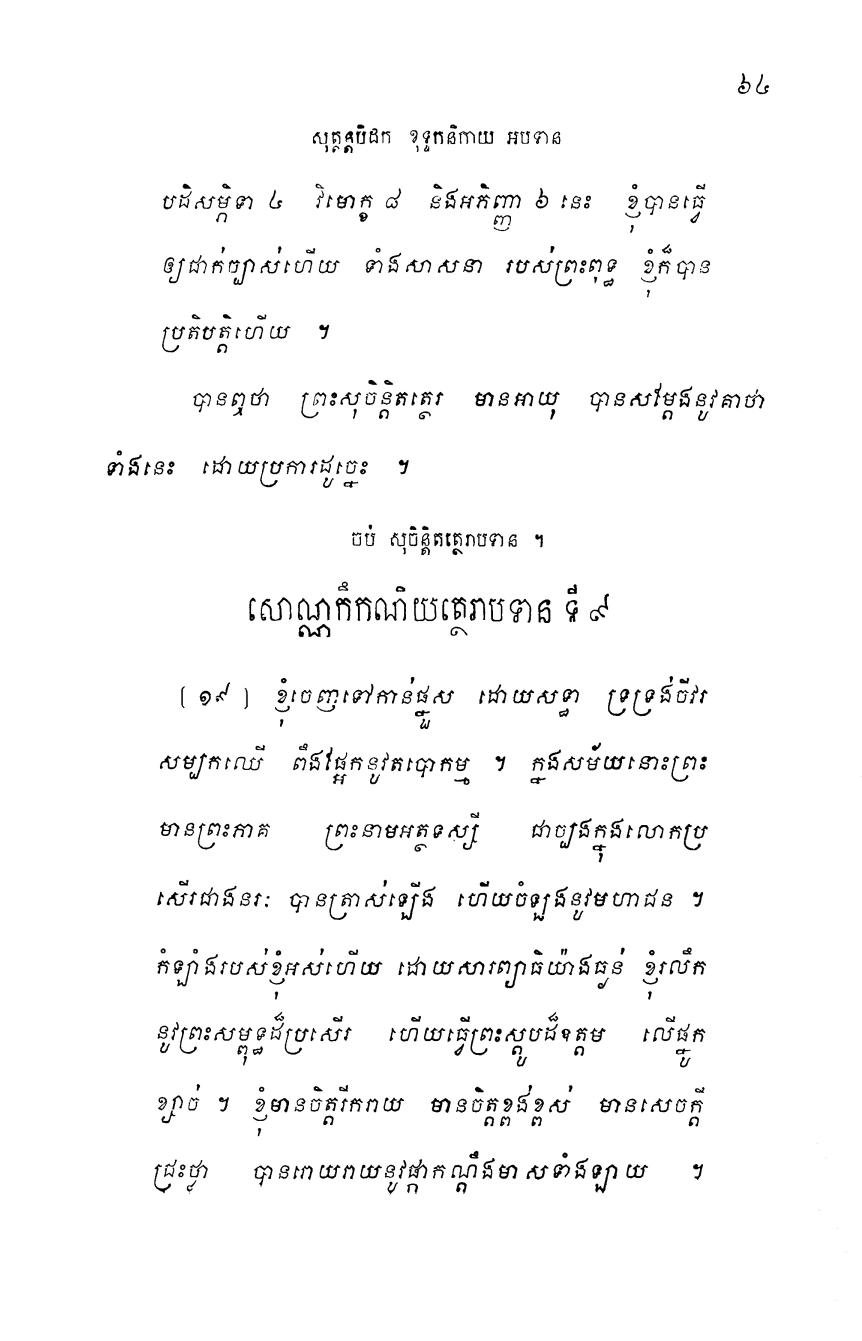 ៦៤
សុត្តន្តបិដក ខុទ្ទកនិកាយ អបទាន
បដិសម្ភិទា ៤ វិមោក្ខ ៨ និងអភិញ្ញា ៦ នេះ ខ្ញុំបានធ្វើ
ឲ្យជាក់ច្បាស់ហើយ ទាំងសាសនា របស់ព្រះពុទ្ធ ខ្ញុំក៏បាន
ប្រតិបត្តិហើយ ។
បានឮថា ព្រះសុចិន្តិតត្ថេរ មានអាយុ បានសម្តែងនូវគាថា
ទាំងនេះ ដោយប្រការដូច្នេះ ។
ចប់ សុចិន្តិតត្ថេរាបទាន ។
សោណ្ណកឹកណិយត្ថេរាបទាន ទី ៩
[ ១៩ ] ខ្ញុំចេញទៅកាន់ផ្នួស ដោយសទ្ធា ទ្រទ្រង់ចីវរ
សម្បកឈើ ពឹងផ្អែកនូវតបោកម្ម ។ ក្នុងសម័យនោះព្រះ
មានព្រះភាគ ព្រះនាមអត្ថទស្សី ជាច្បងក្នុងលោកប្រ
សើរជាងនរៈ បានត្រាស់ឡើង ហើយចំឡងនូវមហាជន ។
កំឡាំងរបស់ខ្ញុំអស់ហើយ ដោយសារព្យាធិយ៉ាងធ្ងន់ ខ្ញុំរលឹក
នូវព្រះសម្ពុទ្ធដ៏ប្រសើរ ហើយធ្វើព្រះស្តូបដ៏ឧត្តម លើផ្នូក
ខ្សាច់ ។ ខ្ញុំមានចិត្តរីករាយ មានចិត្តខ្ពង់ខ្ពស់ មានសេចក្តី
ជ្រះថ្លា បានរោយរាយនូវផ្កាកណ្តឹងមាសទាំងឡាយ ។